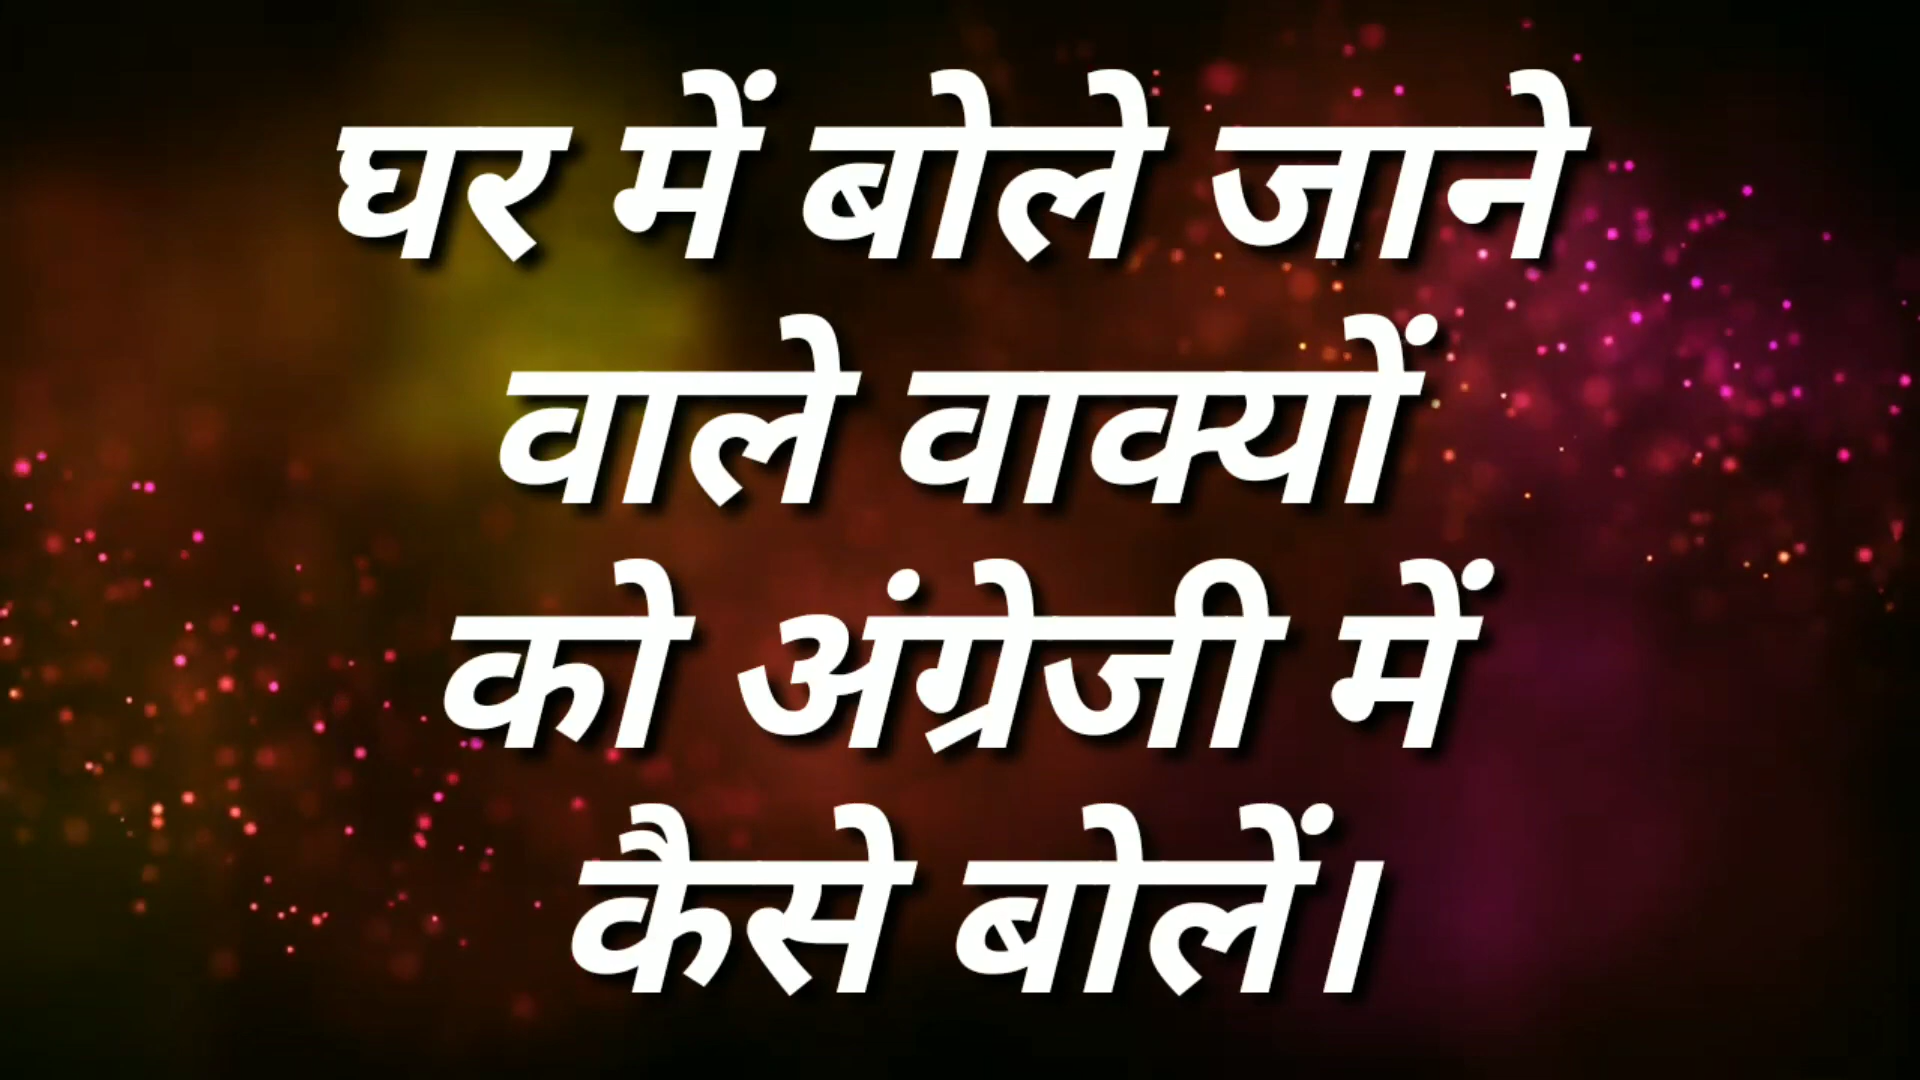 घर में बोले जाने
वाले वाक्यों
को अंग्रेजी में
कैसे बोलें।